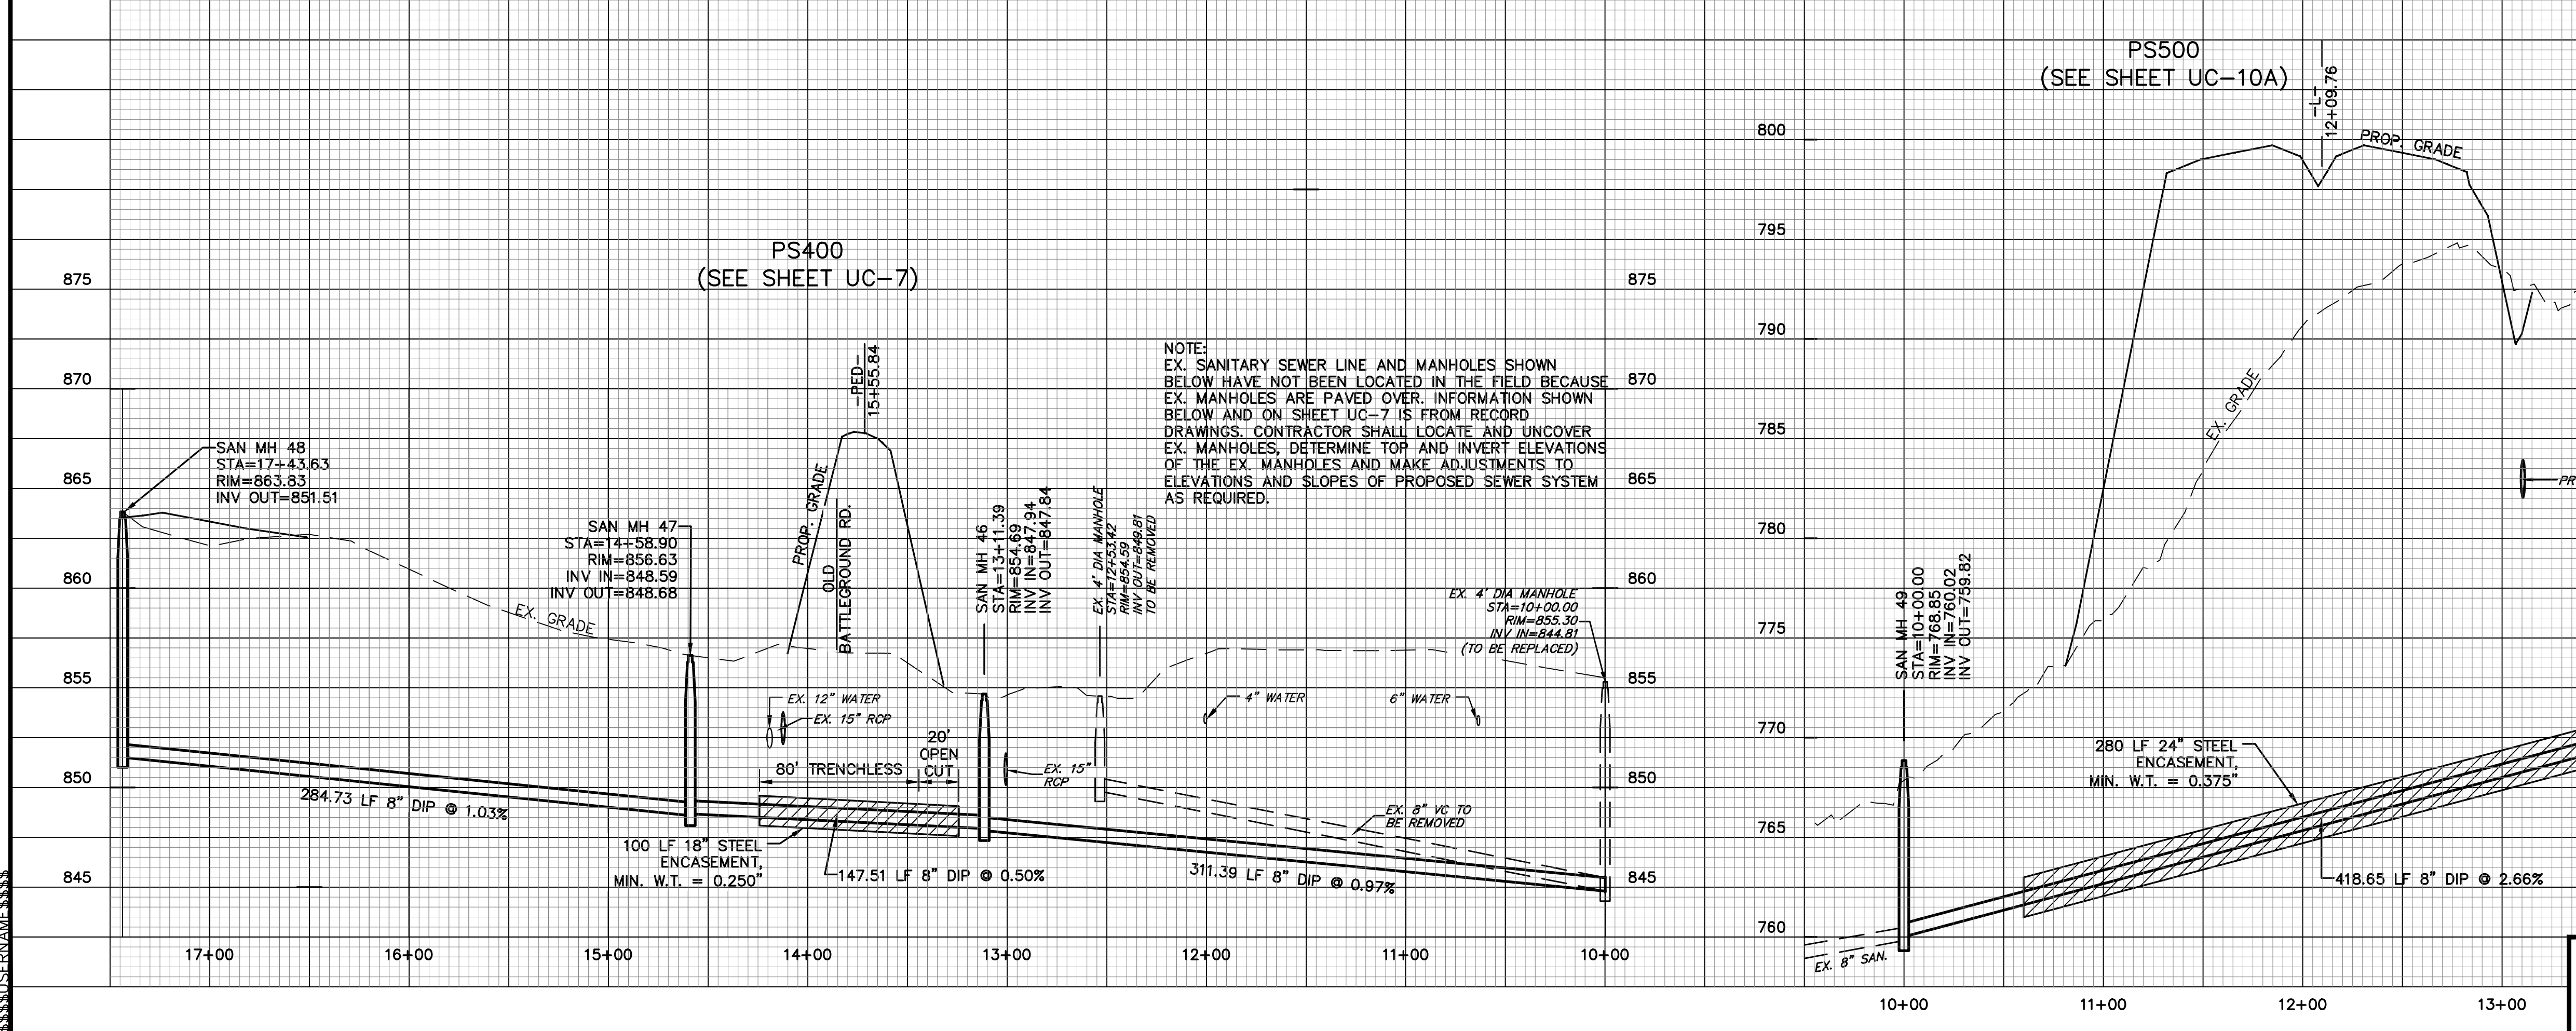 PS500
(SEE SHEET UC-10A)
-L-
12+09.76
PROP. GRADE
800
795
790
785
780
775
770
765
760
PS400
(SEE SHEET UC-7)
875
870
865
860
855
850
845
875
870
865
860
855
850
845
-PED-
15+55.84
NOTE:
EX. SANITARY SEWER LINE AND MANHOLES SHOWN
BELOW HAVE NOT BEEN LOCATED IN THE FIELD BECAUSE
EX. MANHOLES ARE PAVED OVER. INFORMATION SHOWN
BELOW AND ON SHEET UC-7 IS FROM RECORD
DRAWINGS. CONTRACTOR SHALL LOCATE AND UNCOVER
EX. MANHOLES, DETERMINE TOP AND INVERT ELEVATIONS
OF THE EX. MANHOLES AND MAKE ADJUSTMENTS TO
ELEVATIONS AND SLOPES OF PROPOSED SEWER SYSTEM
AS REQUIRED.
SAN MH 48
STA=17+43.63
RIM=863.83
INV OUT=851.51
SAN MH 47
STA=14+58.90
RIM=856.63
INV IN=848.59
INV OUT=848.68
EX. GRADE
PROP. GRADE
OLD
BATTLEGROUND RD.
SAN MH 46
STA=13+11.39
RIM=854.69
INV IN=847.94
INV OUT=847.84
EX. 4' DIA MANHOLE
STA=12+53.42
RIM=854.59
INV OUT=849.81
TO BE REMOVED
EX. 4' DIA MANHOLE
STA=10+00.00
RIM=855.30
INV IN=844.81
(TO BE REPLACED)
EX. 12" WATER
EX. 15" RCP
20'
OPEN
CUT
80' TRENCHLESS
EX. 15"
RCP
4" WATER
6" WATER
EX. 8" VC TO
BE REMOVED
284.73 LF 8" DIP @ 1.03%
100 LF 18" STEEL
ENCASEMENT,
MIN. W.T. = 0.250"
147.51 LF 8" DIP @ 0.50%
311.39 LF 8" DIP @ 0.97%
17+00
16+00
15+00
14+00
13+00
12+00
11+00
10+00
EX. GRADE
PR
SAN MH 49
STA=10+00.00
RIM=768.85
INV IN=760.02
INV OUT=759.82
280 LF 24" STEEL
ENCASEMENT,
MIN. W.T. = 0.375"
418.65 LF 8" DIP @ 2.66%
EX. 8" SAN.
10+00
11+00
12+00
13+00
$$$$USERNAME$$$$